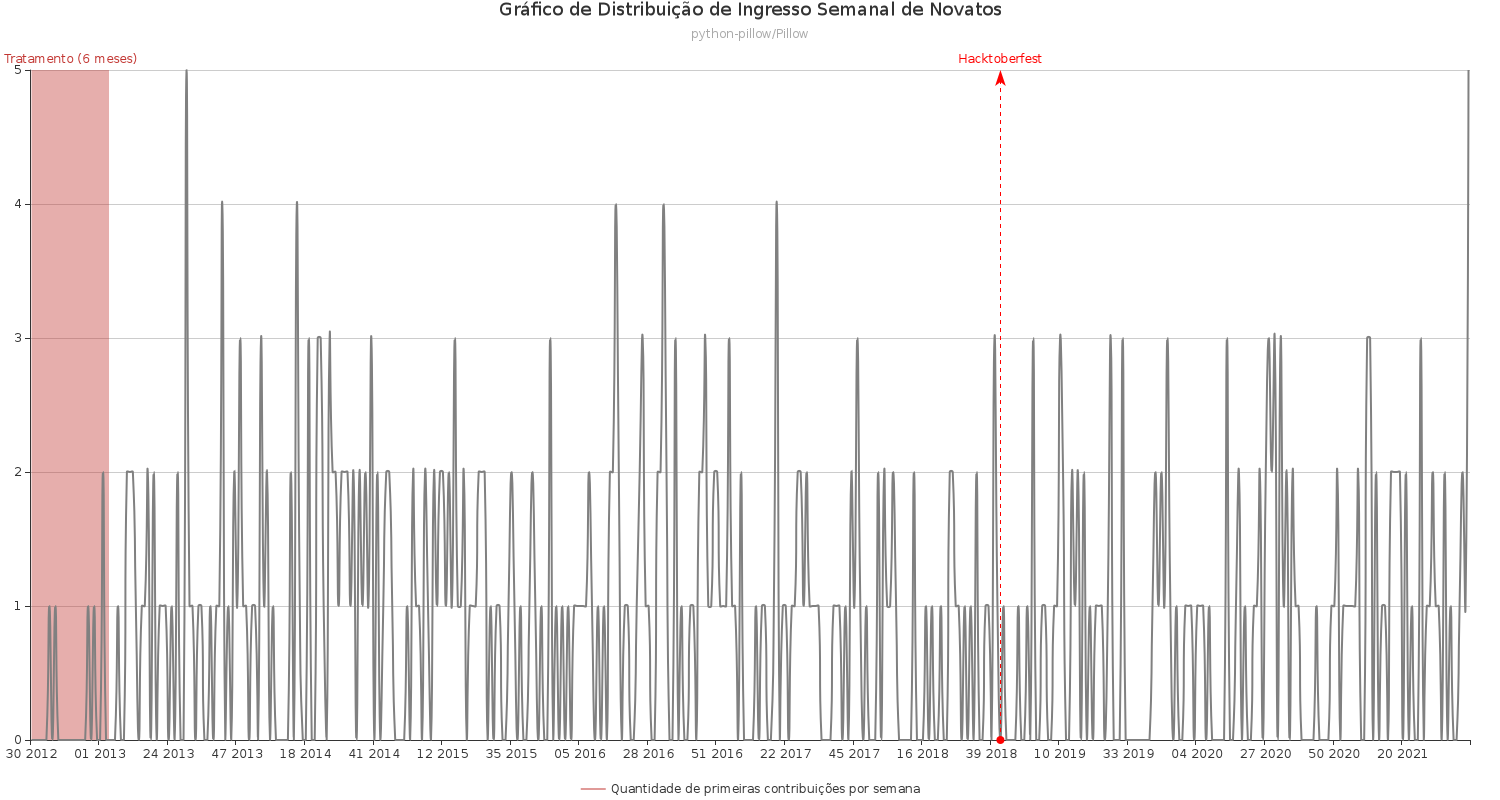 Gráfico de Distribuição de Ingresso Semanal de Novatos
python-pillow/Pillow
Tratamento (6 meses)
Hacktoberfest
5
4
3
2
1
0
30 2012 01 2013 24 2013 47 2013 18 2014 41 2014 12 2015 35 2015 05 2016 28 2016 51 2016 22 2017 45 2017 16 2018 39 2018 10 2019 33 2019 04 2020 27 2020 50 2020 20 2021
Quantidade de primeiras contribuições por semana